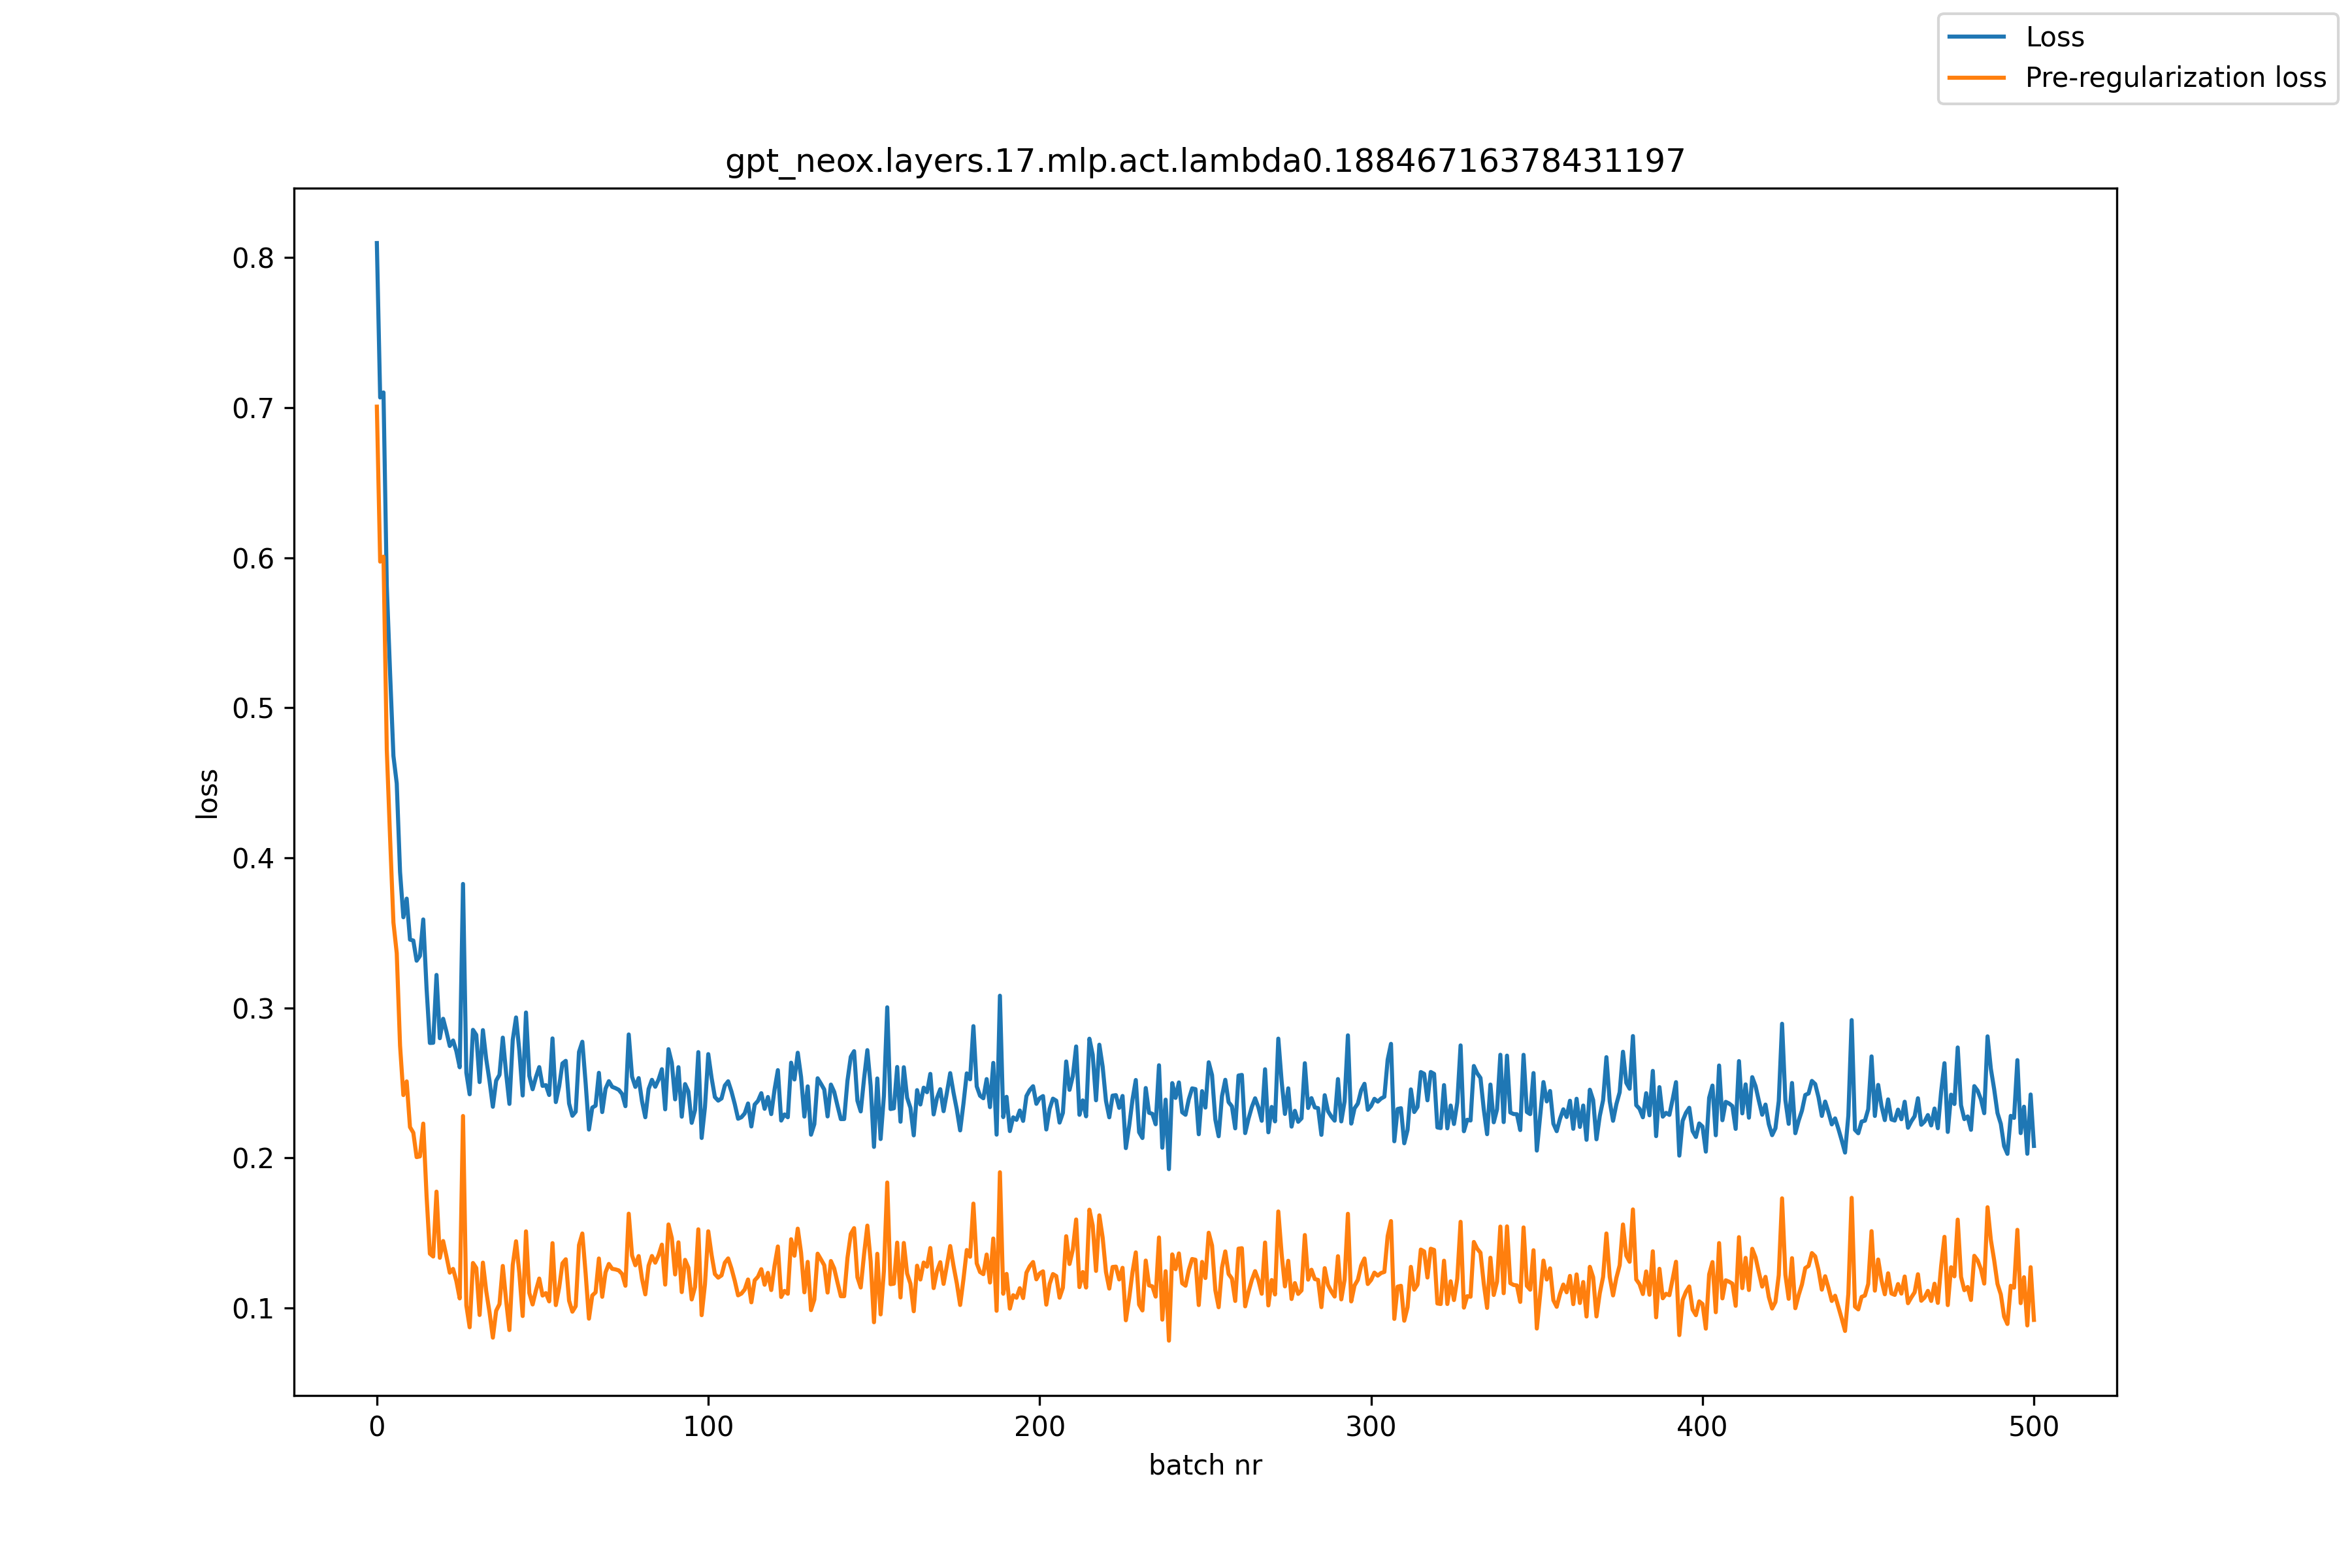 Loss
Pre-regularization loss
gpt_neox.layers.17.mlp.act.lambda0.18846716378431197
0.8
0.7
0.6
0.5
0.4
0.3
0.2
0.1
loss
0 100 200 300 400 500
batch nr